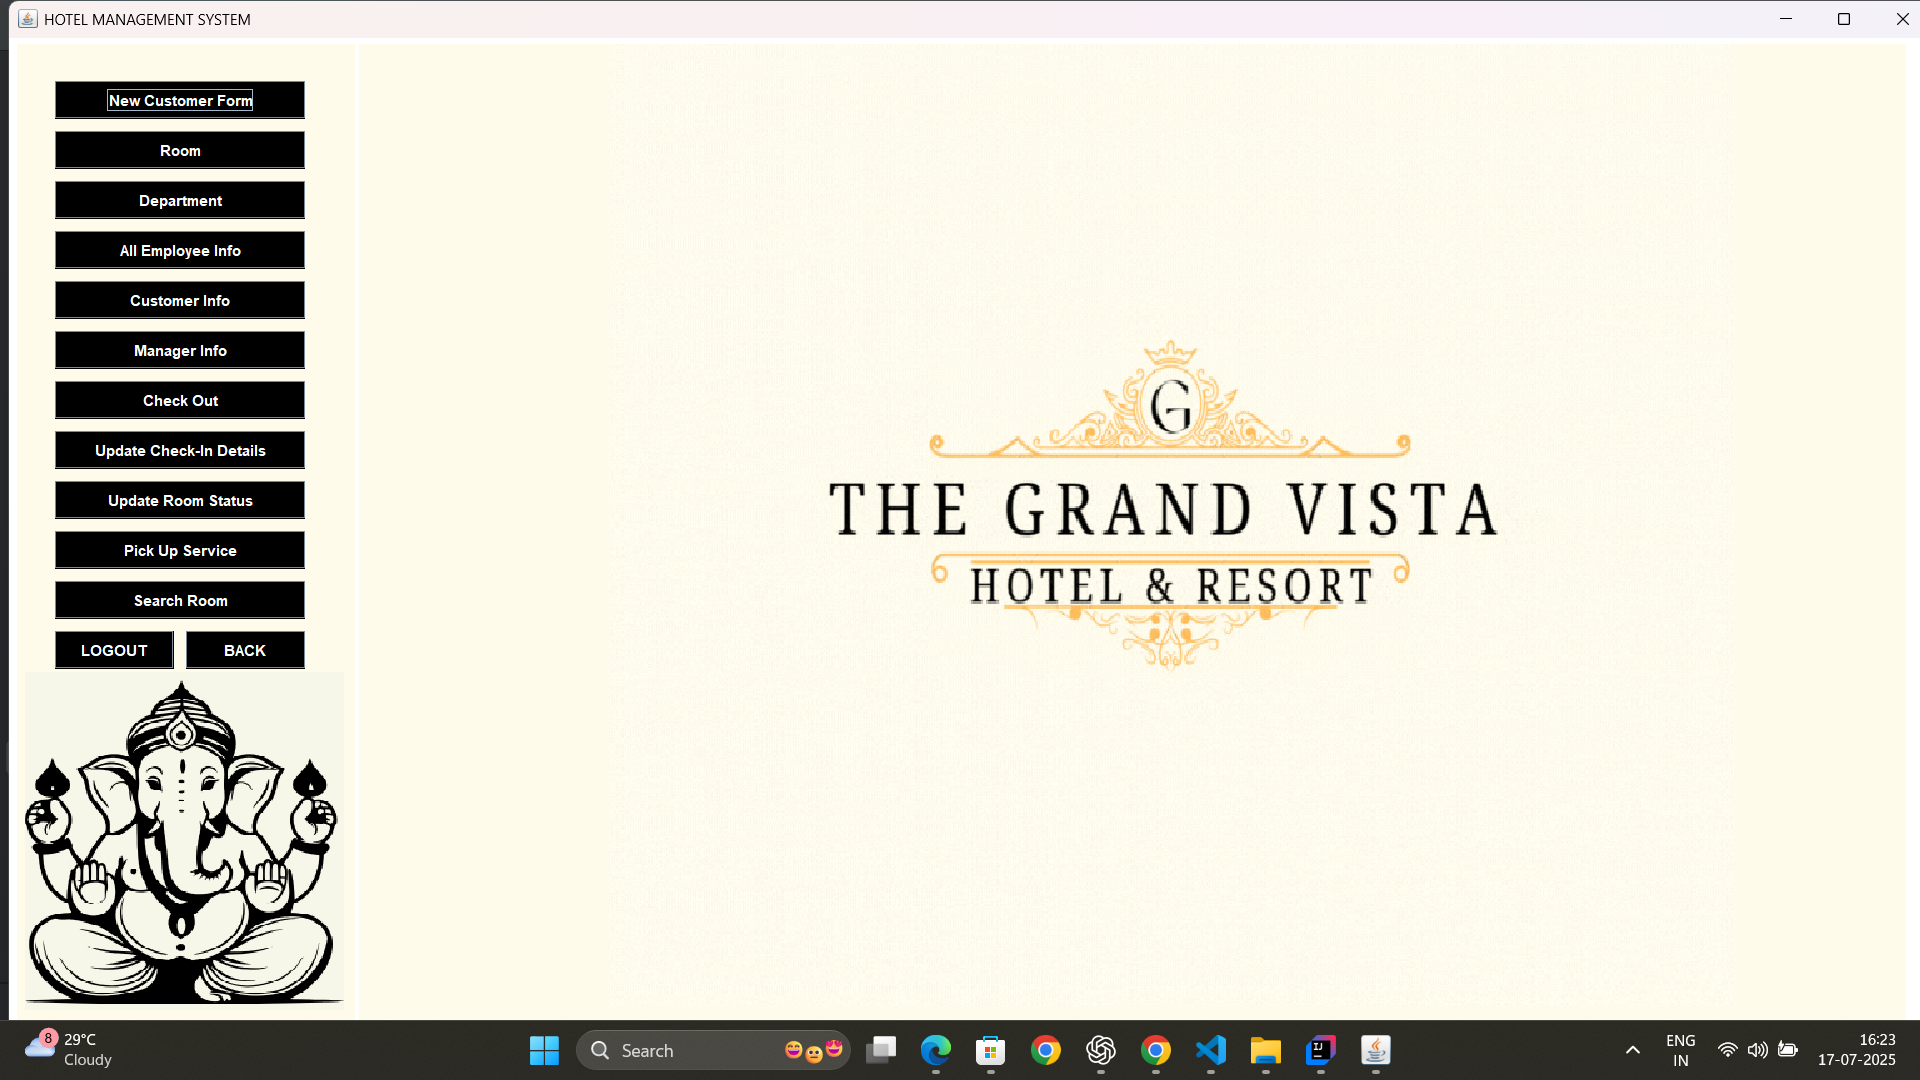 HOTEL MANAGEMENT SYSTEM
New Customer Form
Room
Department
All Employee Info
Customer Info
Manager Info
Check Out
Update Check-In Details
Update Room Status
Pick Up Service
Search Room
LOGOUT BACK
G
THE GRAND VISTA
HOTEL & RESORT
8
29°C
Cloudy
Search
IJ
ENG
IN
16:23
17-07-2025